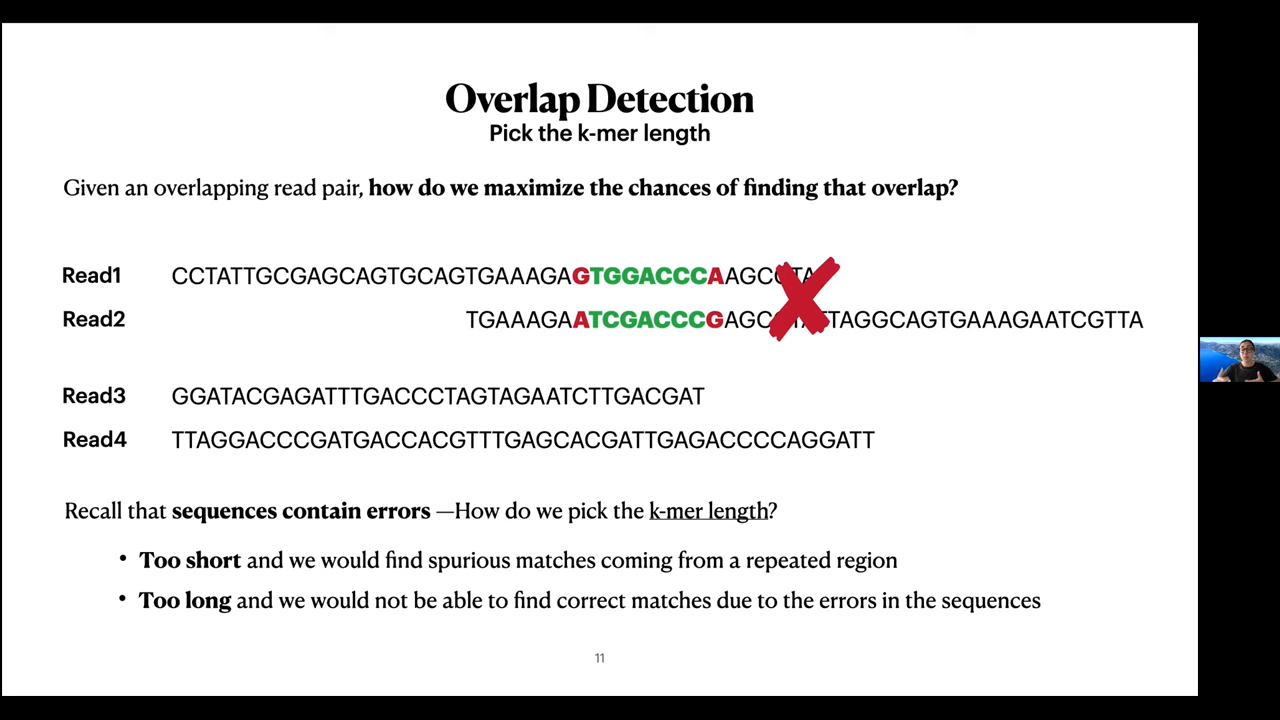 Overlap Detection
Pick the k-mer length
Given an overlapping read pair, how do we maximize the chances of finding that overlap?
Read1 CCTATTGCGAGCAGTGCAGTGAAAGAGTGGACCCAAGCGTA
Read2 TGAAAGAATCGACCCGAGCGTATTAGGCAGTGAAAGAATCGTTA
Read3 GGATACGAGATTTGACCCTAGTAGAATCTTGACGAT
Read4 TTAGGACCCGATGACCACGTTTGAGCACGATTGAGACCCCAGGATT
Recall that sequences contain errors —How do we pick the k-mer length?
• Too short and we would find spurious matches coming from a repeated region
• Too long and we would not be able to find correct matches due to the errors in the sequences
11